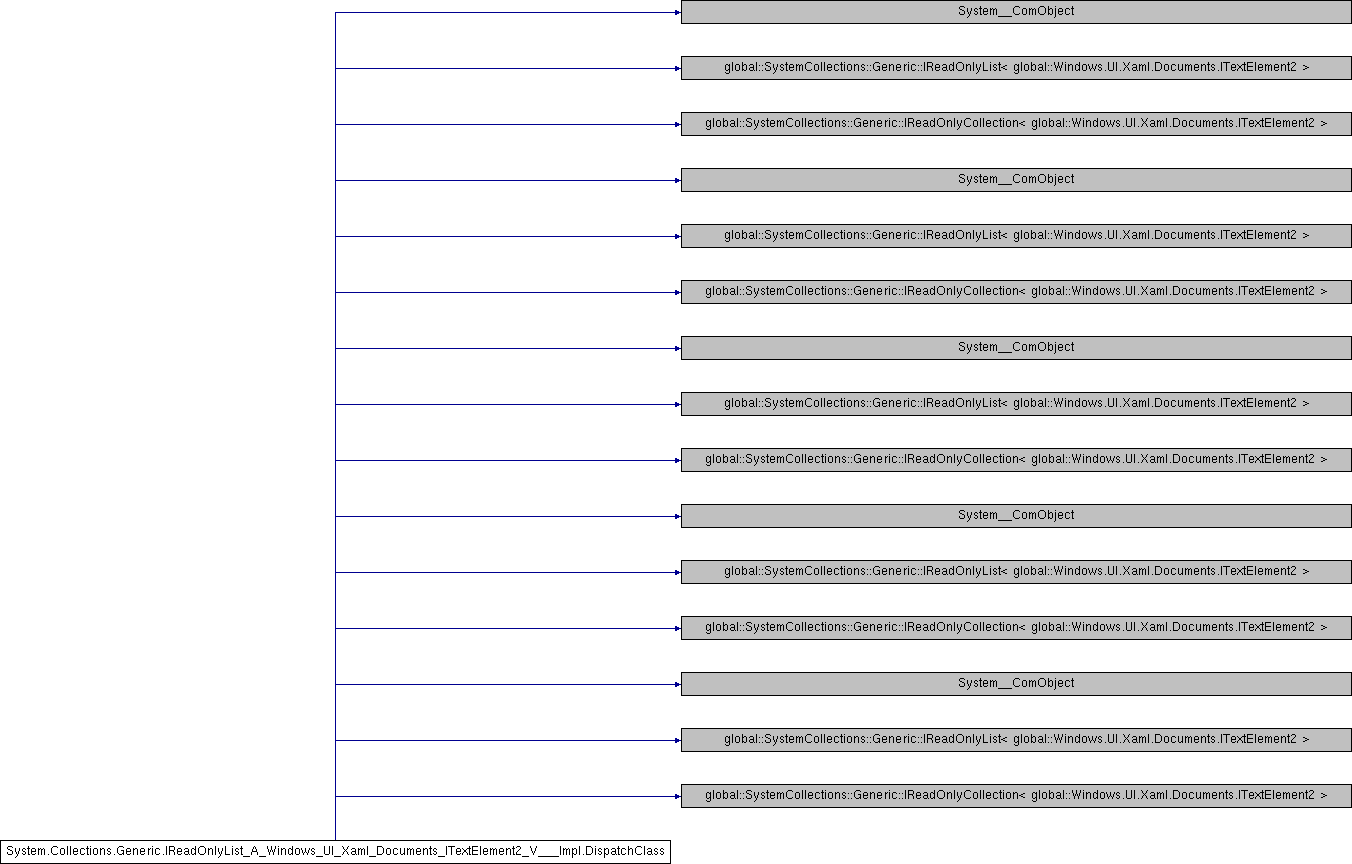 System__ComObject
global::SystemCollections::Generic::IReadOnlyList< global::Windows.UI.Xaml.Documents.ITextElement2 >
global::SystemCollections::Generic::IReadOnlyCollection< global::Windows.UI.Xaml.Documents.ITextElement2 >
System__ComObject
global::SystemCollections::Generic::IReadOnlyList< global::Windows.UI.Xaml.Documents.ITextElement2 >
global::SystemCollections::Generic::IReadOnlyCollection< global::Windows.UI.Xaml.Documents.ITextElement2 >
System__ComObject
global::SystemCollections::Generic::IReadOnlyList< global::Windows.UI.Xaml.Documents.ITextElement2 >
global::SystemCollections::Generic::IReadOnlyCollection< global::Windows.UI.Xaml.Documents.ITextElement2 >
System__ComObject
global::SystemCollections::Generic::IReadOnlyList< global::Windows.UI.Xaml.Documents.ITextElement2 >
global::SystemCollections::Generic::IReadOnlyCollection< global::Windows.UI.Xaml.Documents.ITextElement2 >
System__ComObject
global::SystemCollections::Generic::IReadOnlyList< global::Windows.UI.Xaml.Documents.ITextElement2 >
global::SystemCollections::Generic::IReadOnlyCollection< global::Windows.UI.Xaml.Documents.ITextElement2 >
System.Collections.Generic.IReadOnlyList_A_Windows_UI_Xaml_Documents_ITextElement2_V___Impl.DispatchClass